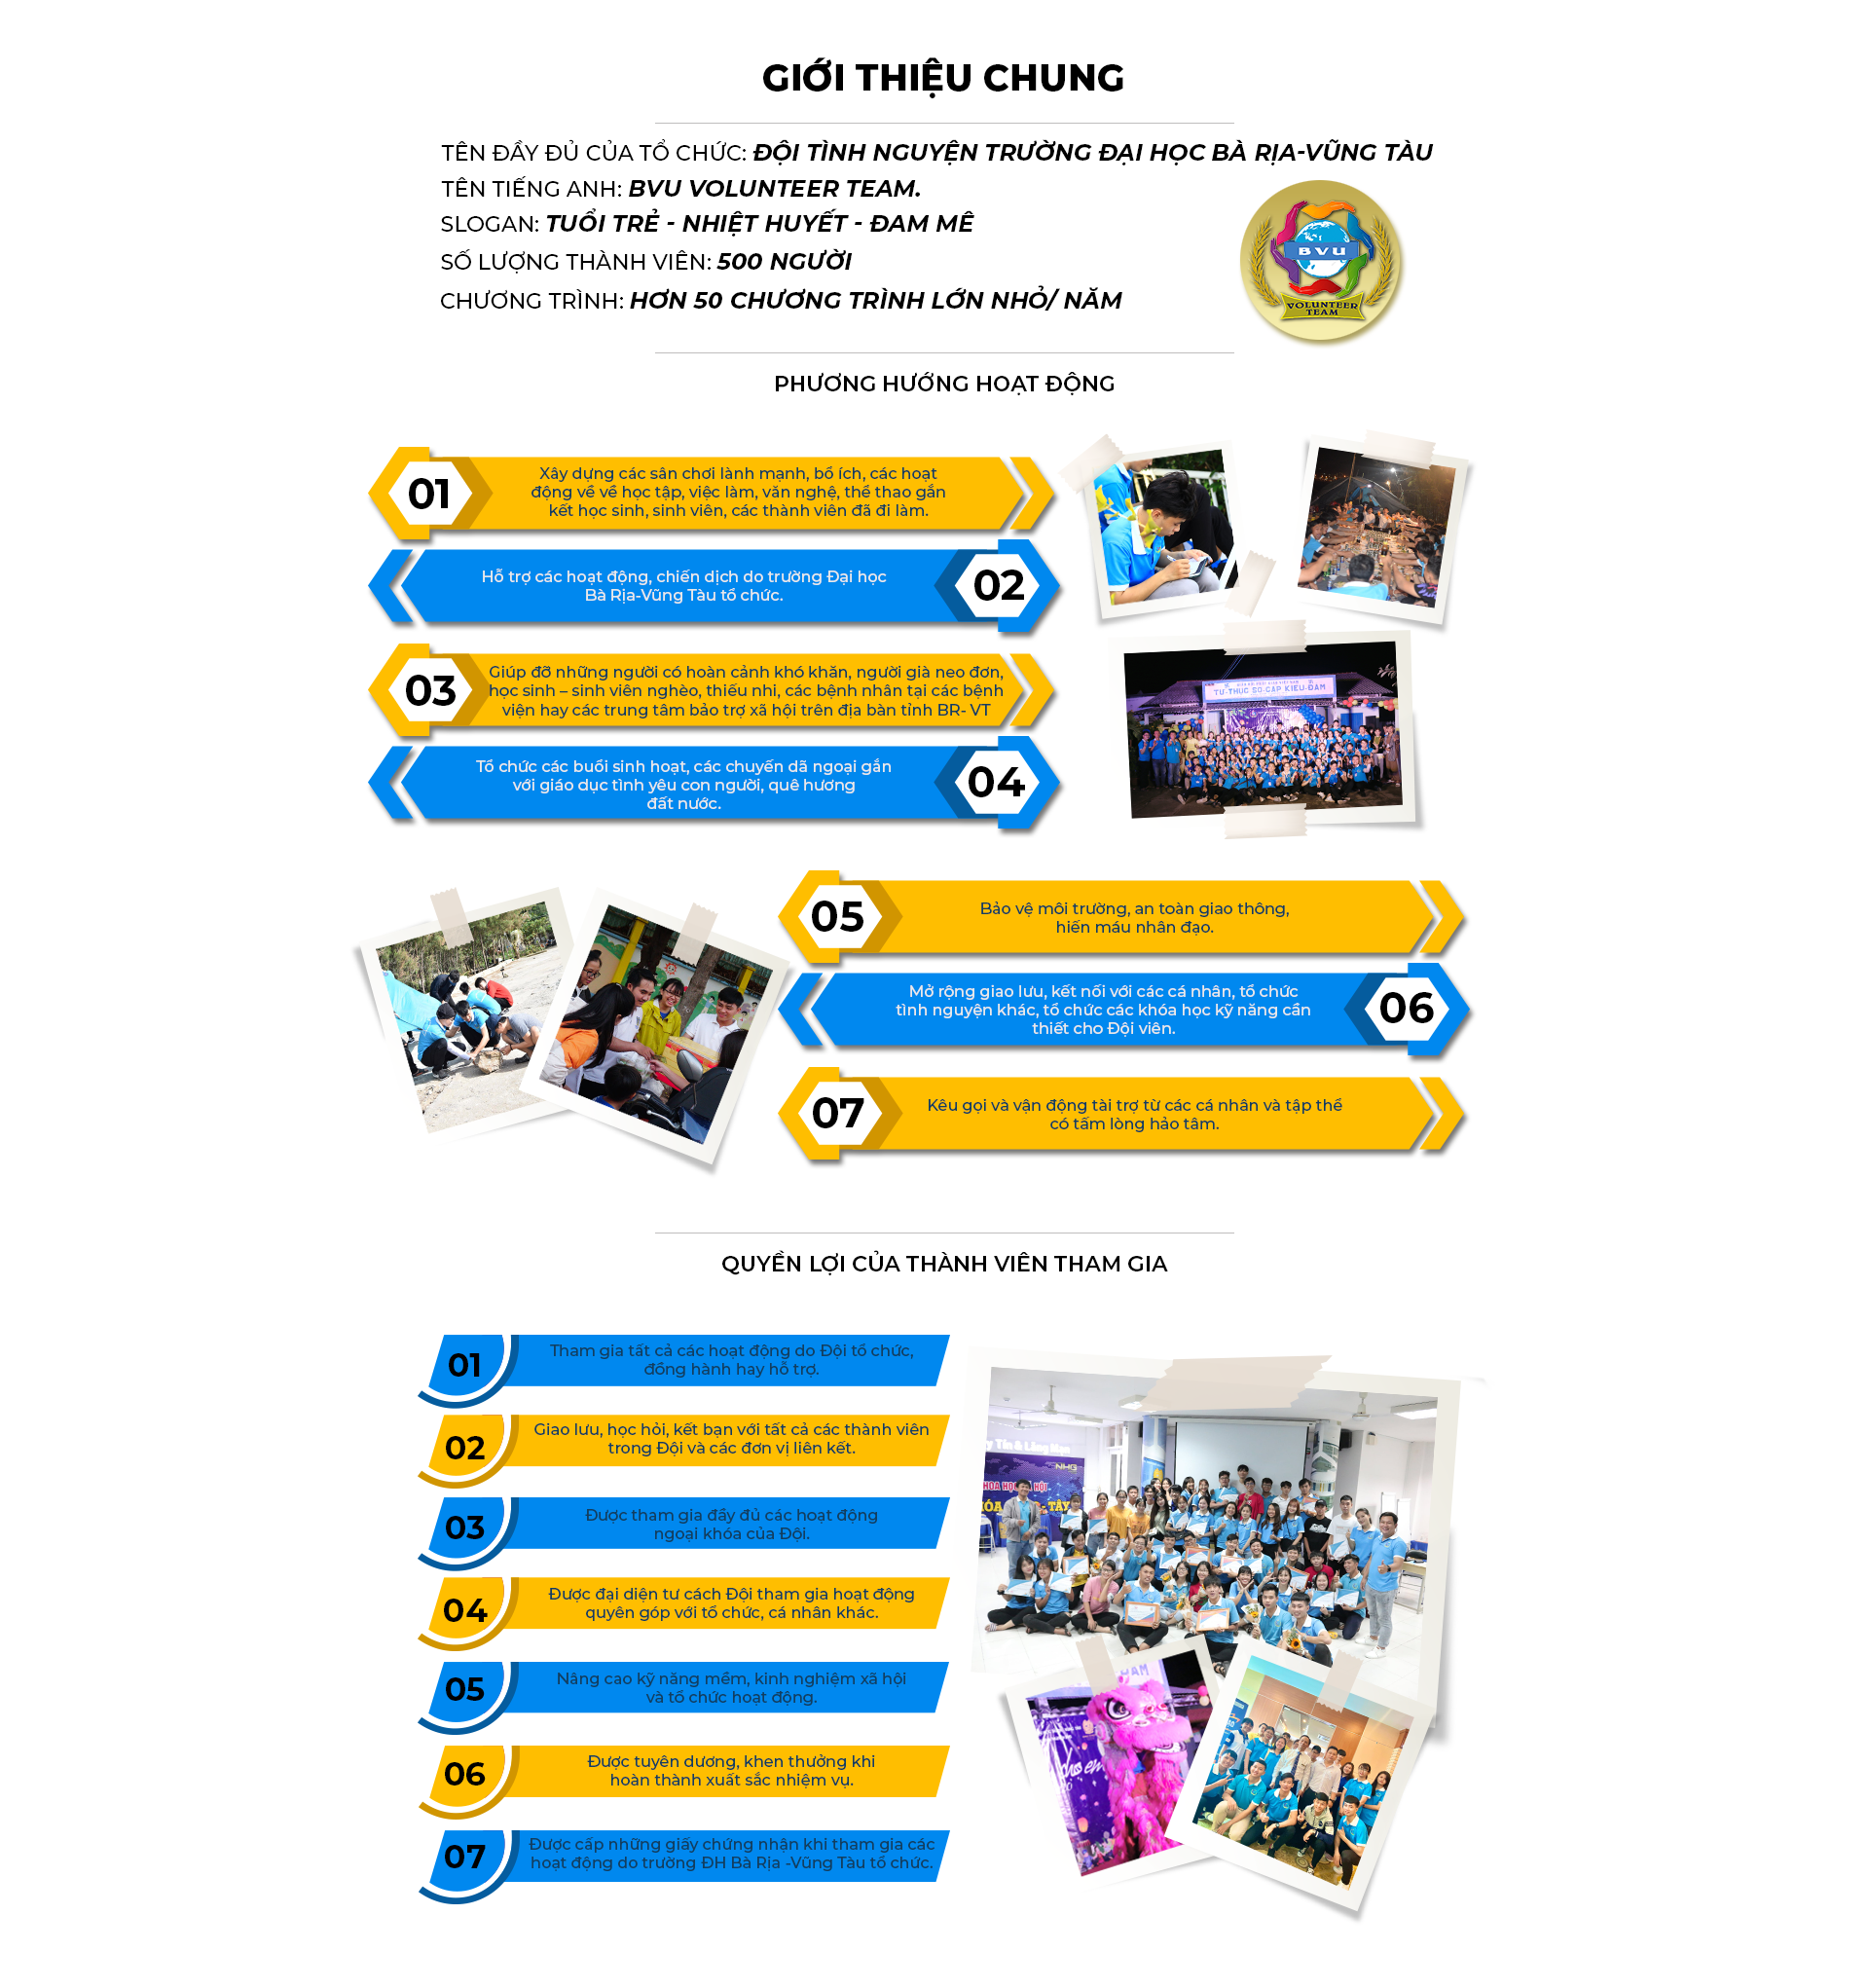 GIỚI THIỆU CHUNG
TÊN ĐẦY ĐỦ CỦA TỔ CHỨC: ĐỘI TÌNH NGUYỆN TRƯỜNG ĐẠI HỌC BÀ RỊA-VŨNG TÀU
TÊN TIẾNG ANH: BVU VOLUNTEER TEAM.
SLOGAN: TUỔI TRẺ - NHIỆT HUYẾT - ĐAM MÊ
SỐ LƯỢNG THÀNH VIÊN: 500 NGƯỜI
CHƯƠNG TRÌNH: HƠN 50 CHƯƠNG TRÌNH LỚN NHỎ/ NĂM
BVU
VOLUNTEER
TEAM
PHƯƠNG HƯỚNG HOẠT ĐỘNG
01
Xây dựng các sân chơi lành mạnh, bổ ích, các hoạt
động về về học tập, việc làm, văn nghệ, thể thao gắn
kết học sinh, sinh viên, các thành viên đã đi làm.
Hỗ trợ các hoạt động, chiến dịch do trường Đại học
Bà Rịa-Vũng Tàu tổ chức.
02
03
Giúp đỡ những người có hoàn cảnh khó khăn, người già neo đơn,
học sinh – sinh viên nghèo, thiếu nhi, các bệnh nhân tại các bệnh
viện hay các trung tâm bảo trợ xã hội trên địa bàn tỉnh BR- VT
TƯ-THỤC SƠ-CẤP KIỀU-ĐÀM
Tổ chức các buổi sinh hoạt, các chuyến dã ngoại gắn
với giáo dục tình yêu con người, quê hương
đất nước.
04
05
Bảo vệ môi trường, an toàn giao thông,
hiến máu nhân đạo.
Mở rộng giao lưu, kết nối với các cá nhân, tổ chức
tình nguyện khác, tổ chức các khóa học kỹ năng cần
thiết cho Đội viên.
06
07
Kêu gọi và vận động tài trợ từ các cá nhân và tập thể
có tấm lòng hảo tâm.
QUYỀN LỢI CỦA THÀNH VIÊN THAM GIA
01
Tham gia tất cả các hoạt động do Đội tổ chức,
đồng hành hay hỗ trợ.
02
Giao lưu, học hỏi, kết bạn với tất cả các thành viên
trong Đội và các đơn vị liên kết.
NHG
03
Được tham gia đầy đủ các hoạt động
ngoại khóa của Đội.
04
Được đại diện tư cách Đội tham gia hoạt động
quyên góp với tổ chức, cá nhân khác.
05
Nâng cao kỹ năng mềm, kinh nghiệm xã hội
và tổ chức hoạt động.
06
Được tuyên dương, khen thưởng khi
hoàn thành xuất sắc nhiệm vụ.
07
Được cấp những giấy chứng nhận khi tham gia các
hoạt động do trường ĐH Bà Rịa -Vũng Tàu tổ chức.